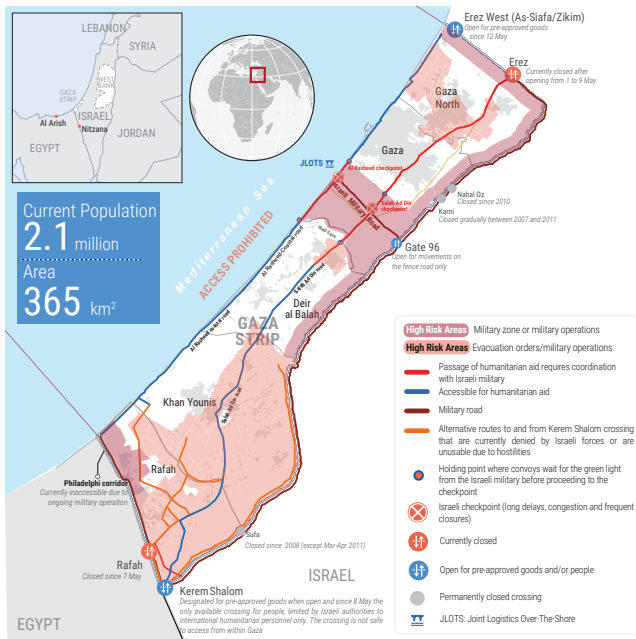 LEBANON
SYRIA
WEST
BANK
GAZA
STRIP
ISRAEL
Al Arish
Nitzana
JORDAN
EGYPT
Current Population
2.1 million
Area
365 km²
Mediterranean Sea
ACCESS PROHIBITED
Erez West (As-Siafa/Zikim)
Open for pre-approved goods
since 12 May
Erez
Currently closed after
opening from 1 to 9 May
Gaza
North
Gaza
JLOTS
Al Rasheed checkpoint
Israeli Military Road
Salah Ad Din
checkpoint
Nahal Oz
Closed since 2010
Karni
Closed gradually between 2007 and 2011
Gate 96
Open for movements on
the fence road only
Wadi Gaza
Al Rasheed Coastal road
Salah Ad Din road
Deir
al Balah
GAZA
STRIP
Al Rasheed coastal road
Khan Younis
Salah Ad Din road
Rafah
Philadelphi corridor
Currently inaccessible due to
ongoing military operation
Sufa
Closed since 2008 (except Mar-Apr 2011)
Rafah
Closed since 7 May
ISRAEL
Kerem Shalom
Designated for pre-approved goods when open and since 8 May the
only available crossing for people, limited by Israeli authorities to
international humanitarian personnel only. The crossing is not safe
to access from within Gaza
EGYPT
High Risk Areas Military zone or military operations
High Risk Areas Evacuation orders/military operations
Passage of humanitarian aid requires coordination
with Israeli military
Accessible for humanitarian aid
Military road
Alternative routes to and from Kerem Shalom crossing
that are currently denied by Israeli forces or are
unusable due to hostilities
Holding point where convoys wait for the green light
from the Israeli military before proceeding to the
checkpoint
Israeli checkpoint (long delays, congestion and frequent
closures)
Currently closed
Open for pre-approved goods and/or people
Permanently closed crossing
JLOTS: Joint Logistics Over-The-Shore